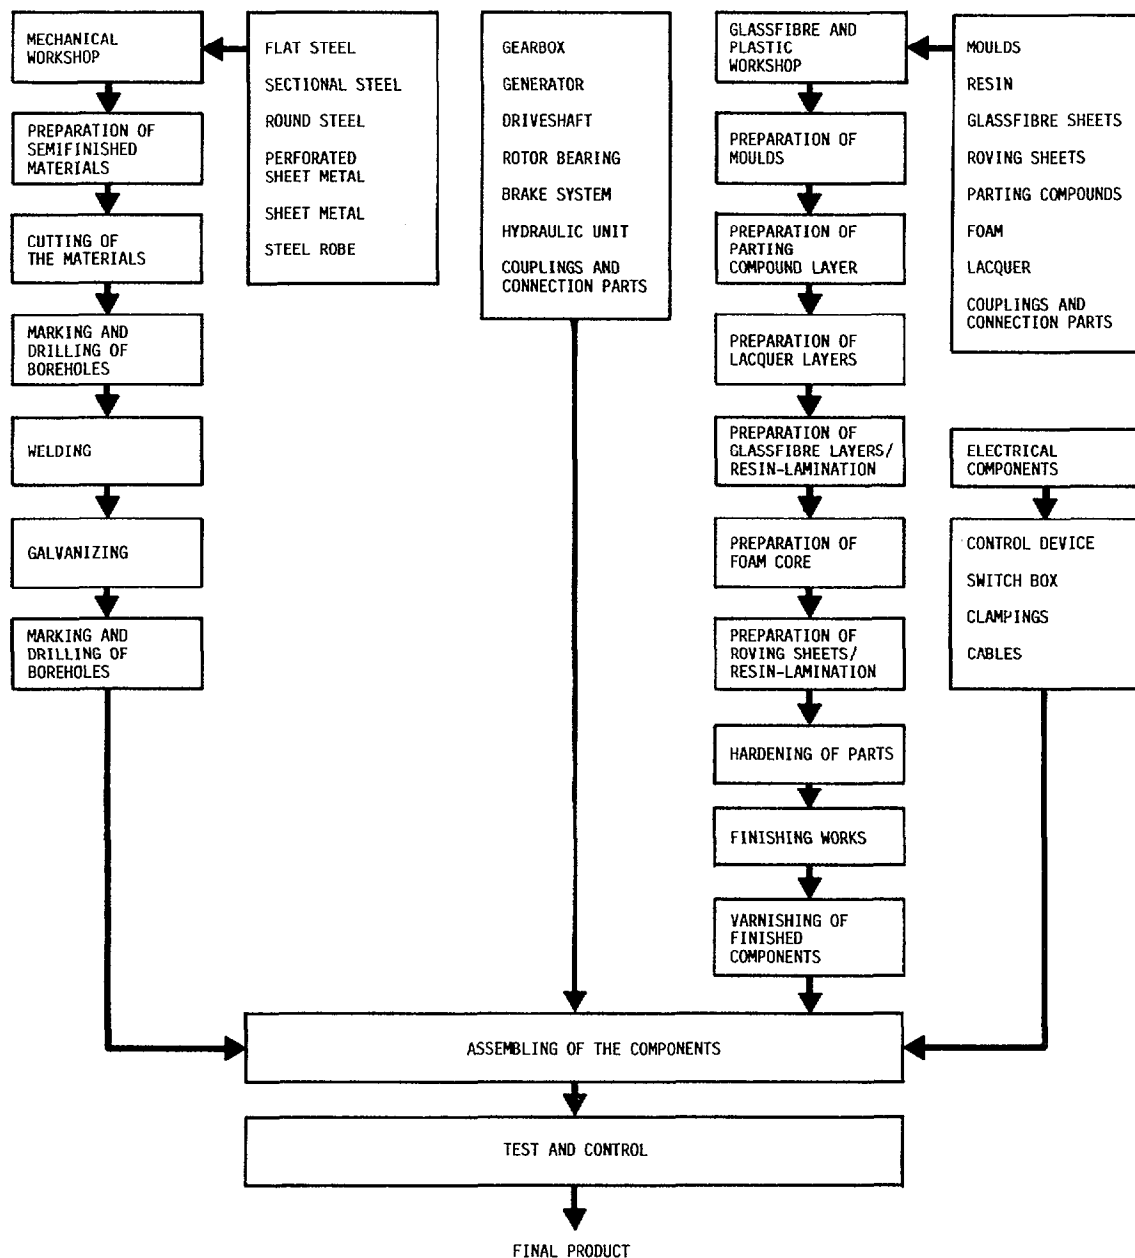 MECHANICAL
WORKSHOP
PREPARATION OF
SEMIFINISHED
MATERIALS
CUTTING OF
THE MATERIALS
MARKING AND
DRILLING OF
BOREHOLES
WELDING
GALVANIZING
MARKING AND
DRILLING OF
BOREHOLES
FLAT STEEL
SECTIONAL STEEL
ROUND STEEL
PERFORATED
SHEET METAL
SHEET METAL
STEEL ROBE
GEARBOX
GENERATOR
DRIVESHAFT
ROTOR BEARING
BRAKE SYSTEM
HYDRAULIC UNIT
COUPLINGS AND
CONNECTION PARTS
GLASSFIBRE AND
PLASTIC
WORKSHOP
PREPARATION OF
MOULDS
PREPARATION OF
PARTING
COMPOUND LAYER
PREPARATION OF
LACQUER LAYERS
PREPARATION OF
GLASSFIBRE LAYERS/
RESIN-LAMINATION
PREPARATION OF
FOAM CORE
PREPARATION OF
ROVING SHEETS/
RESIN-LAMINATION
HARDENING OF PARTS
FINISHING WORKS
VARNISHING OF
FINISHED
COMPONENTS
MOULDS
RESIN
GLASSFIBRE SHEETS
ROVING SHEETS
PARTING COMPOUNDS
FOAM
LACQUER
COUPLINGS AND
CONNECTION PARTS
ELECTRICAL
COMPONENTS
CONTROL DEVICE
SWITCH BOX
CLAMPINGS
CABLES
ASSEMBLING OF THE COMPONENTS
TEST AND CONTROL
FINAL PRODUCT